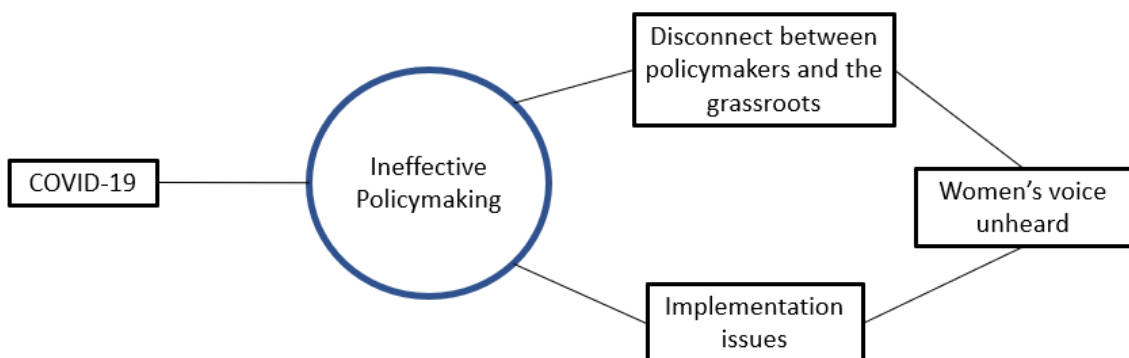 Disconnect between
policymakers and the
grassroots
COVID-19
Ineffective
Policymaking
Women’s voice
unheard
Implementation
issues